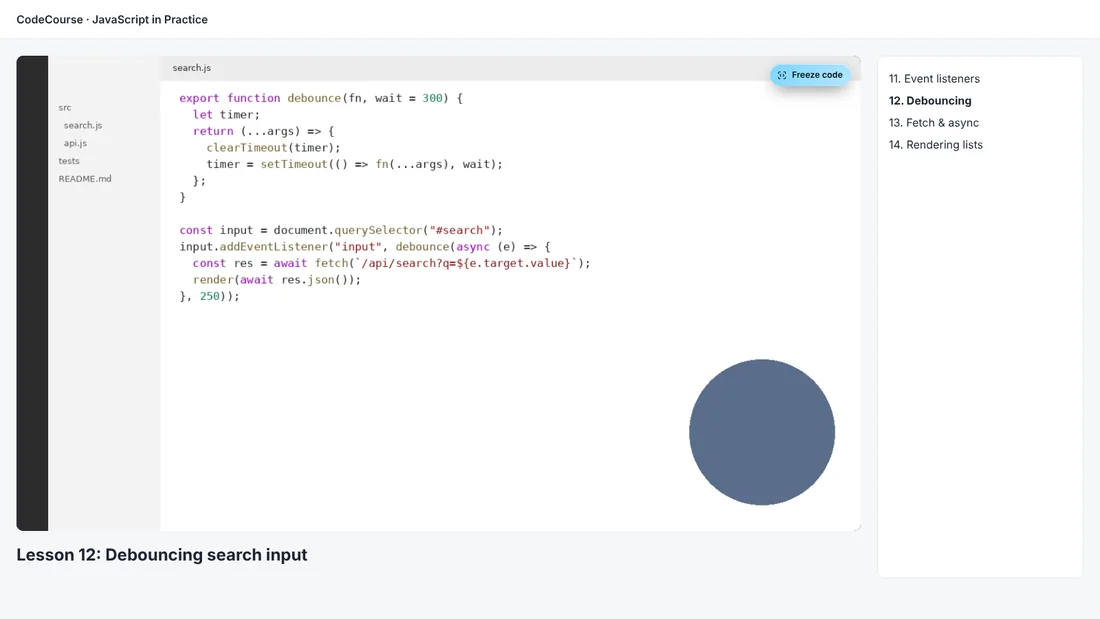 CodeCourse · JavaScript in Practice
search.js
Freeze code
src
search.js
api.js
tests
README.md
export function debounce(fn, wait = 300) {
  let timer;
  return (...args) => {
    clearTimeout(timer);
    timer = setTimeout(() => fn(...args), wait);
  };
}

const input = document.querySelector("#search");
input.addEventListener("input", debounce(async (e) => {
  const res = await fetch(`/api/search?q=${e.target.value}`);
  render(await res.json());
}, 250));
11. Event listeners
12. Debouncing
13. Fetch & async
14. Rendering lists
Lesson 12: Debouncing search input